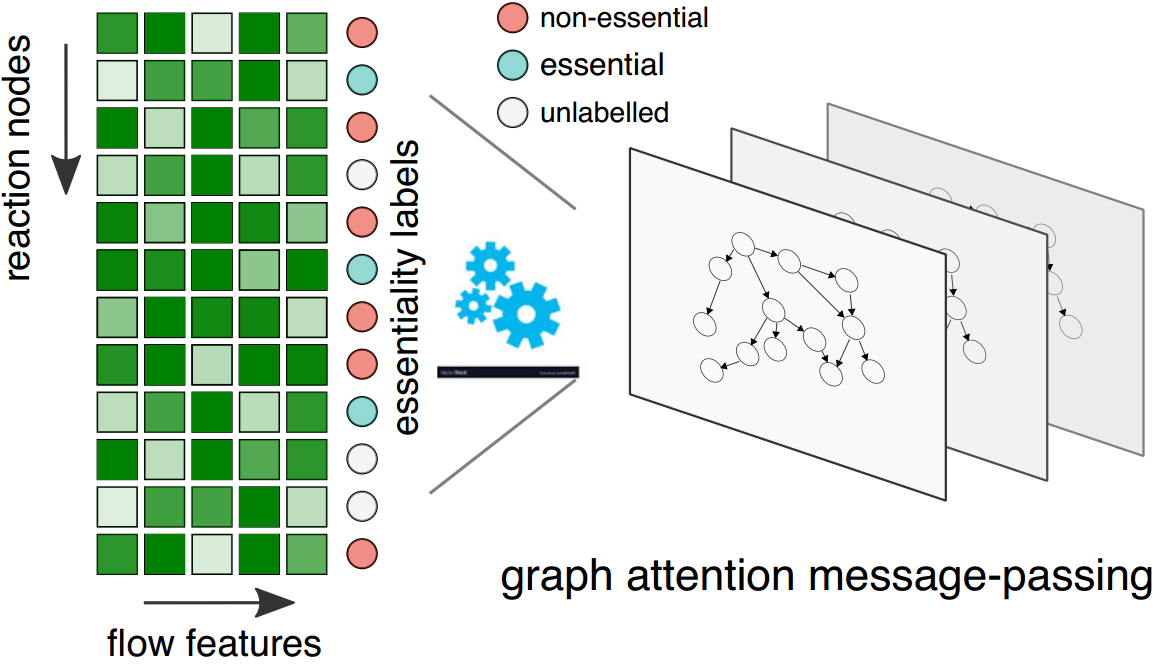 non-essential
essential
unlabelled
reaction nodes
essentiality labels
flow features
graph attention message-passing